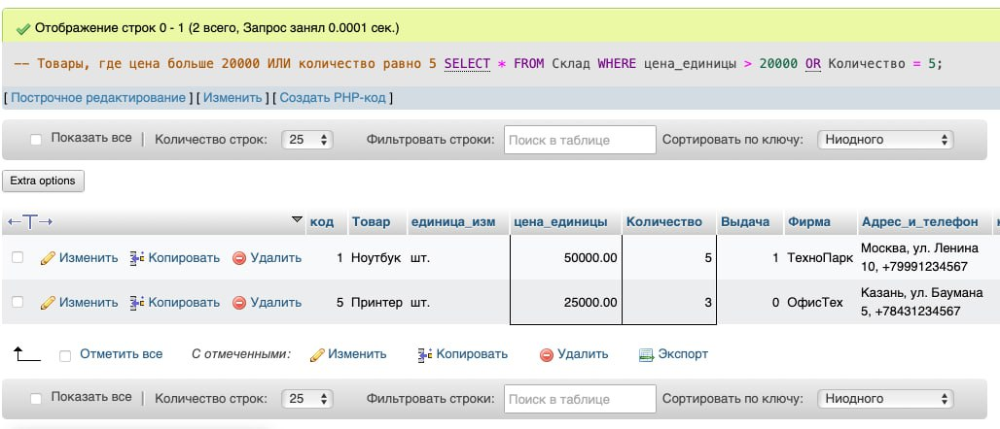 Отображение строк 0 - 1 (2 всего, Запрос занял 0.0001 сек.)
-- Товары, где цена больше 20000 ИЛИ количество равно 5 SELECT * FROM Склад WHERE цена_единицы > 20000 OR Количество = 5;
[ Построчное редактирование ] [ Изменить ] [ Создать PHP-код ]
Показать все | Количество строк: 25 Фильтровать строки: Поиск в таблице Сортировать по ключу: Ниодного
Extra options
←T→ код Товар единица_изм цена_единицы Количество Выдача Фирма Адрес_и_телефон
Изменить Копировать Удалить 1 Ноутбук шт. 50000.00 5 1 ТехноПарк Москва, ул. Ленина
10, +79991234567
Изменить Копировать Удалить 5 Принтер шт. 25000.00 3 0 ОфисТех Казань, ул. Баумана
5, +78431234567
Отметить все С отмеченными: Изменить Копировать Удалить Экспорт
Показать все | Количество строк: 25 Фильтровать строки: Поиск в таблице Сортировать по ключу: Ниодного